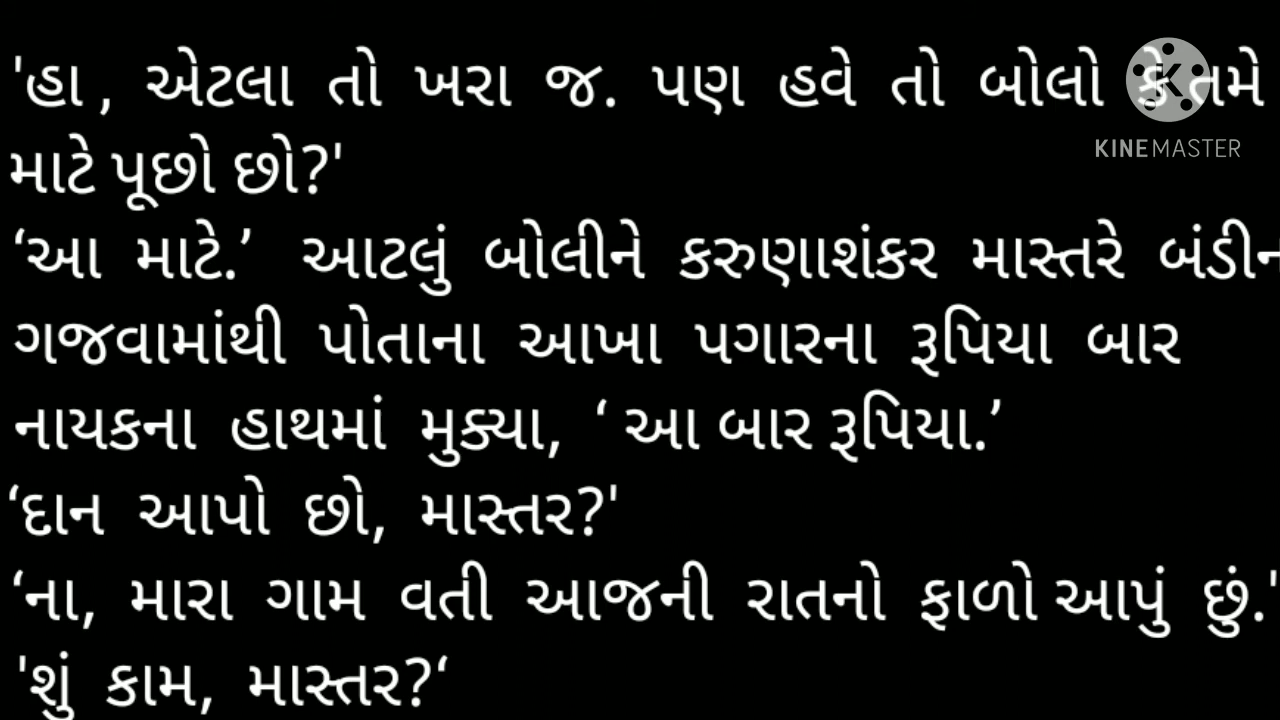 'હા , એટલા તો ખરા જ. પણ હવે તો બોલો કે તમે
માટે પૂછો છો?'
‘આ માટે.’ આટલું બોલીને કરુણાશંકર માસ્તરે
ગજવામાંથી પોતાના આખા પગારના રૂપિયા બાર
નાયકના હાથમાં મુક્યા, ‘ આ બાર રૂપિયા.’
‘દાન આપો છો, માસ્તર?'
‘ના, મારા ગામ વતી આજની રાતનો ફાળો આપું છું.'
'શું કામ, માસ્તર?‘
KINEMASTER